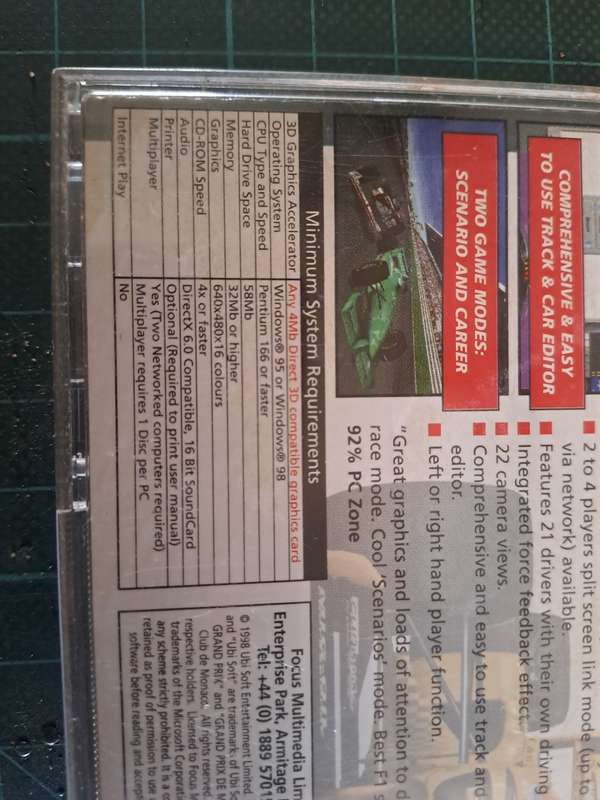 COMPREHENSIVE & EASY
TO USE TRACK & CAR EDITOR
TWO GAME MODES:
SCENARIO AND CAREER
2 to 4 players split screen link mode (up to
via network) available.
Features 21 drivers with their own driving
Integrated force feedback effect.
22 camera views.
Comprehensive and easy to use track and
editor.
Left or right hand player function.
"Great graphics and loads of attention to d
race mode. Cool 'Scenarios' mode. Best F1 s
92% PC Zone
Minimum System Requirements
3D Graphics Accelerator Any 4Mb Direct 3D compatible graphics card
Operating System Windows® 95 or Windows® 98
CPU Type and Speed Pentium 166 or faster
Hard Drive Space 58Mb
Memory 32Mb or higher
Graphics 640x480x16 colours
CD-ROM Speed 4x or faster
Audio DirectX 6.0 Compatible, 16 Bit SoundCard
Printer Optional (Required to print user manual)
Multiplayer Yes (Two Networked computers required)
Multiplayer requires 1 Disc per PC
Internet Play No
Focus Multimedia Lim
Enterprise Park, Armitage
Tel: +44 (0) 1889 5701
© 1998 Ubi Soft Entertainment Limited.
and "Ubi Soft" are trademarks of Ubi So
GRAND PRIX" and "GRAND PRIX DE M
Club de Monaco. All rights reserved.
respective holders. Licensed to Focus M
trademarks of the Microsoft Corporati
any scheme strictly prohibited. It is a co
retained as proof of permission to use
software before reading and accept